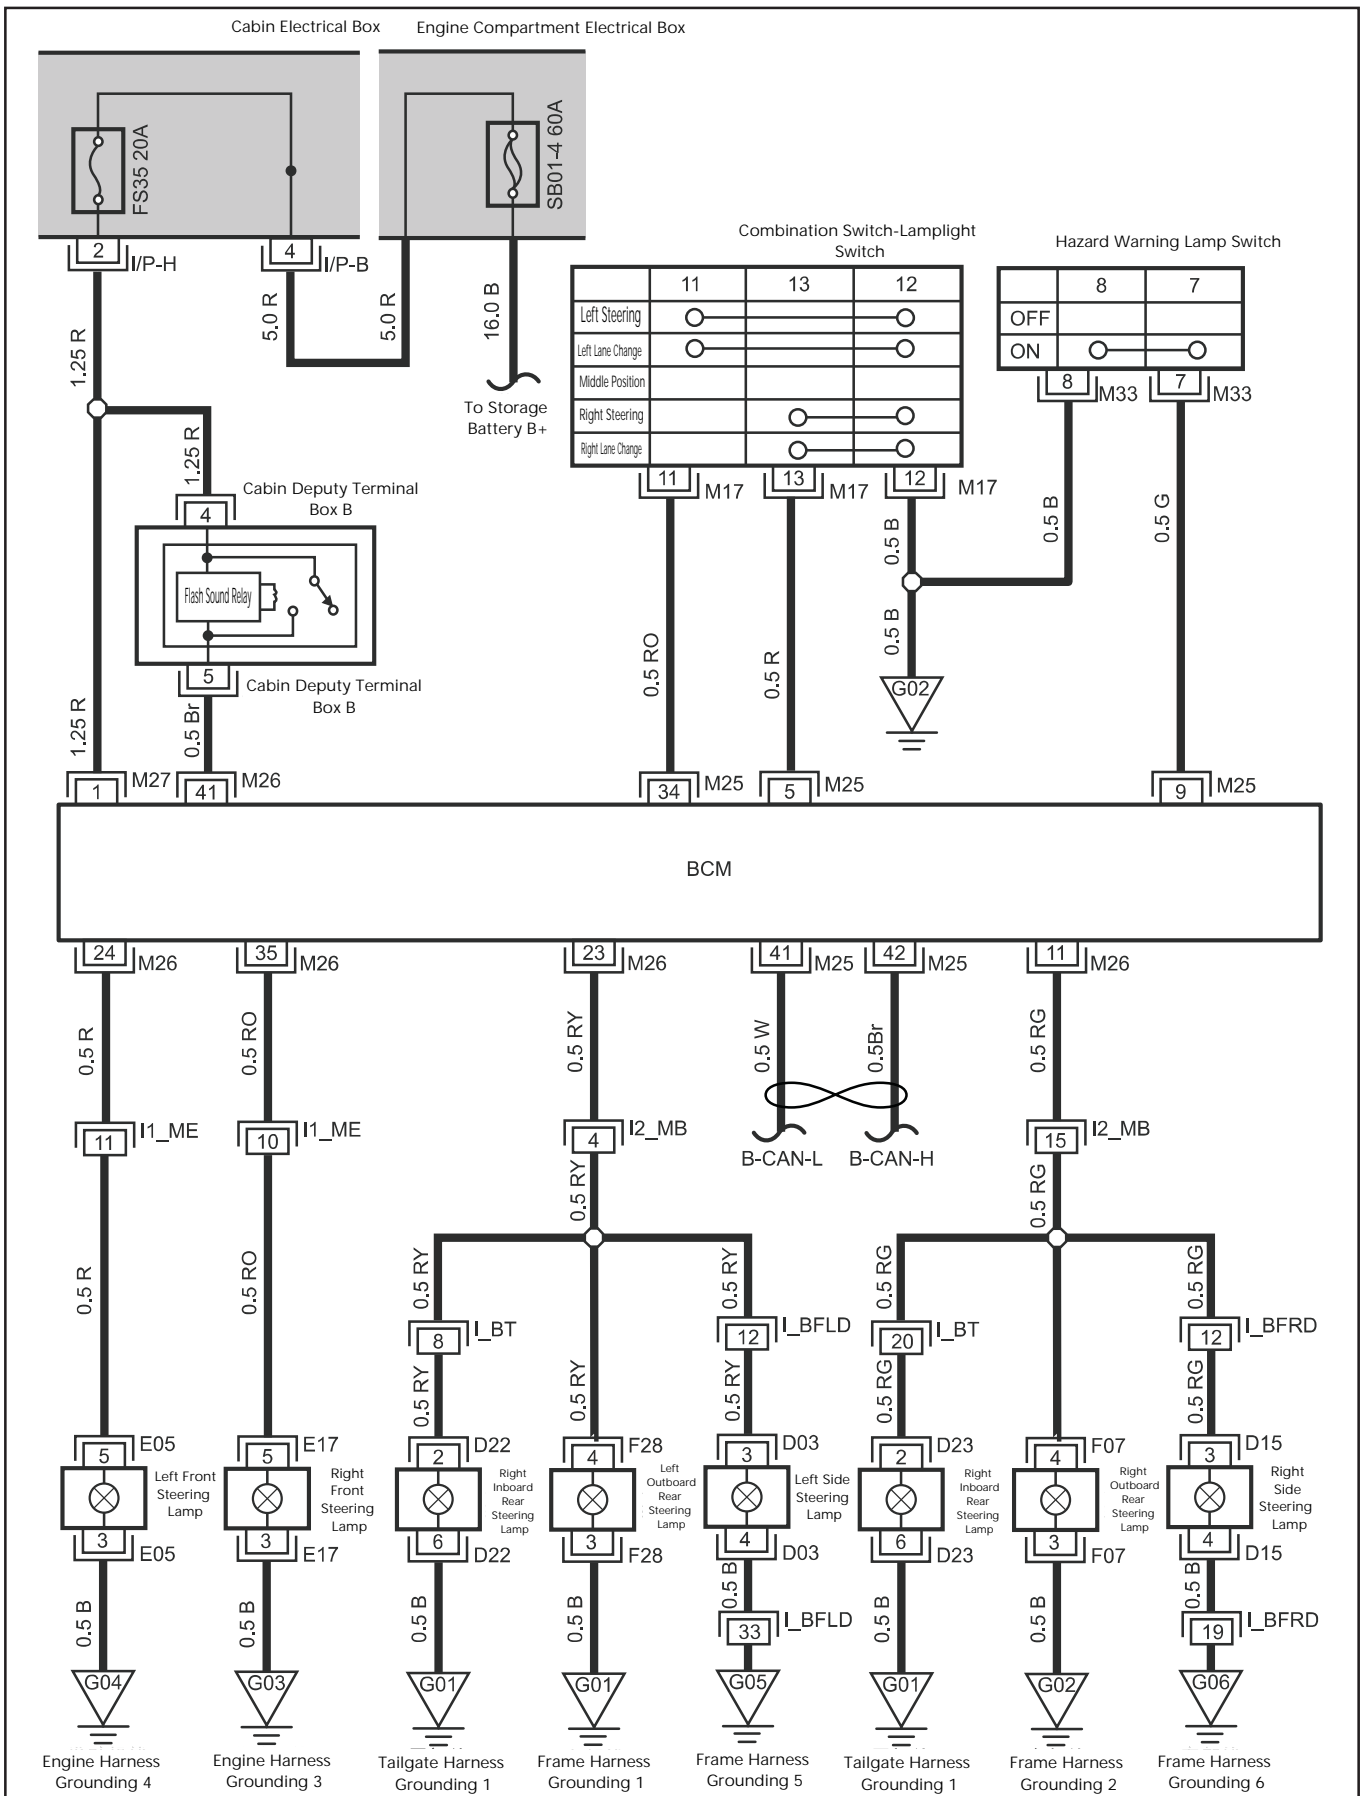 Cabin Electrical Box
Engine Compartment Electrical Box
FS35 20A
SB01-4 60A
2
I/P-H
4
I/P-B
1.25 R
5.0 R
5.0 R
16.0 B
To Storage
Battery B+
Combination Switch-Lamplight
Switch
11 13 12
Left Steering
Left Lane Change
Middle Position
Right Steering
Right Lane Change
Hazard Warning Lamp Switch
8 7
OFF
ON
8
M33
7
M33
11
M17
13
M17
12
M17
1.25 R
Cabin Deputy Terminal
Box B
4
Flash Sound Relay
5
Cabin Deputy Terminal
Box B
1.25 R
0.5 Br
0.5 RO
0.5 R
0.5 B
0.5 B
0.5 B
0.5 G
G02
1
M27
41
M26
34
M25
5
M25
9
M25
BCM
24
M26
35
M26
23
M26
41
M25
42
M25
11
M26
0.5 R
0.5 RO
0.5 RY
0.5 W
0.5Br
0.5 RG
11
I1_ME
10
I1_ME
4
I2_MB
B-CAN-L
B-CAN-H
15
I2_MB
0.5 R
0.5 RO
0.5 RY
0.5 RG
0.5 RY
0.5 RY
0.5 RG
0.5 RG
8
I_BT
12
I_BFLD
20
I_BT
12
I_BFRD
0.5 RY
0.5 RY
0.5 RY
0.5 RG
0.5 RG
5
E05
5
E17
2
D22
4
F28
3
D03
2
D23
4
F07
3
D15
Left Front
Steering
Lamp
Right
Front
Steering
Lamp
Right
Inboard
Rear
Steering
Lamp
Left
Outboard
Rear
Steering
Lamp
Left Side
Steering
Lamp
Right
Inboard
Rear
Steering
Lamp
Right
Outboard
Rear
Steering
Lamp
Right
Side
Steering
Lamp
3
E05
3
E17
6
D22
3
F28
4
D03
6
D23
3
F07
4
D15
0.5 B
0.5 B
0.5 B
0.5 B
0.5 B
0.5 B
0.5 B
0.5 B
33
I_BFLD
19
I_BFRD
G04
G03
G01
G01
G05
G01
G02
G06
Engine Harness
Grounding 4
Engine Harness
Grounding 3
Tailgate Harness
Grounding 1
Frame Harness
Grounding 1
Frame Harness
Grounding 5
Tailgate Harness
Grounding 1
Frame Harness
Grounding 2
Frame Harness
Grounding 6